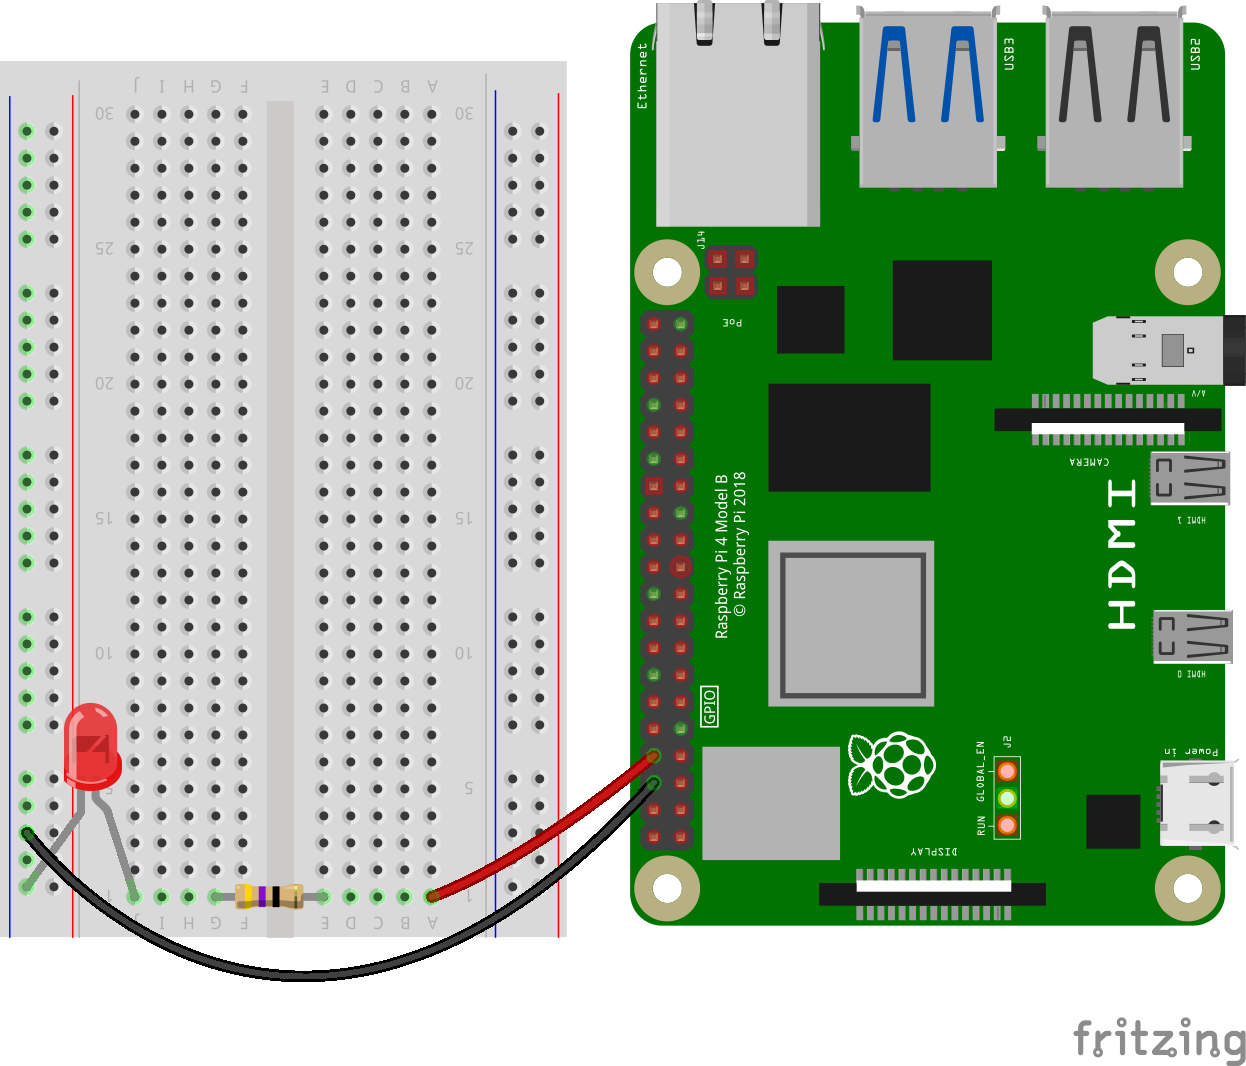 J I H G F E D C B A
30 30
25 25
20 20
15 15
10 10
5 5
1
J I H G F E D C B A
Ethernet
USB3
USB2
J14
PoE
A/V
CAMERA
HDMI 1
HDMI
HDMI 0
Raspberry Pi 4 Model B
© Raspberry Pi 2018
GPIO
J2
GLOBAL_EN
RUN
Power in
DISPLAY
fritzing